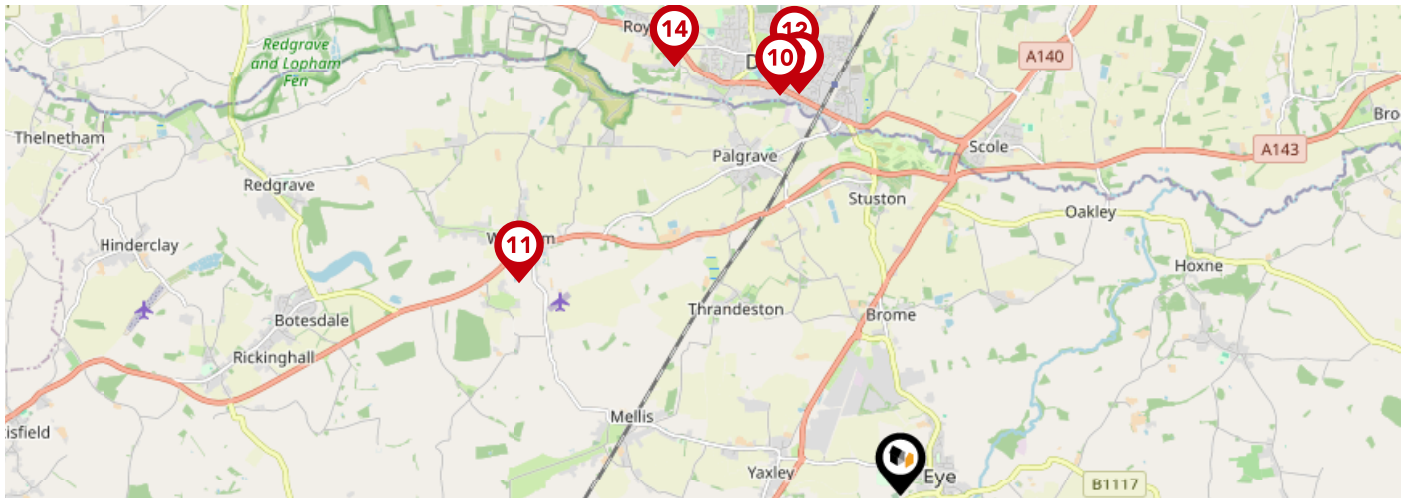 14
12
10
A140
Redgrave
and Lopham
Fen
Thelnetham
Scole
A143
Palgrave
Redgrave
Stuston
Oakley
11
Hinderclay
Hoxne
Thrandeston
Brome
Botesdale
Rickinghall
Mellis
Yaxley
Eye
B1117